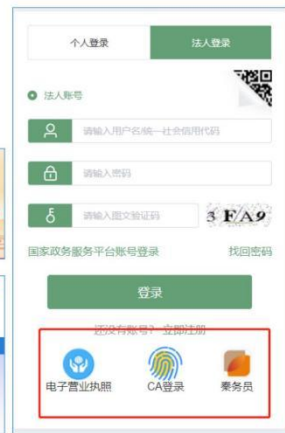 个人登录
法人登录
法人账号
请输入用户名/统一社会信用代码
请输入密码
请输入图文验证码
3 F/A9
国家政务服务平台账号登录
找回密码
登录
还没有账号？ 立即注册
电子营业执照
CA登录
秦务员